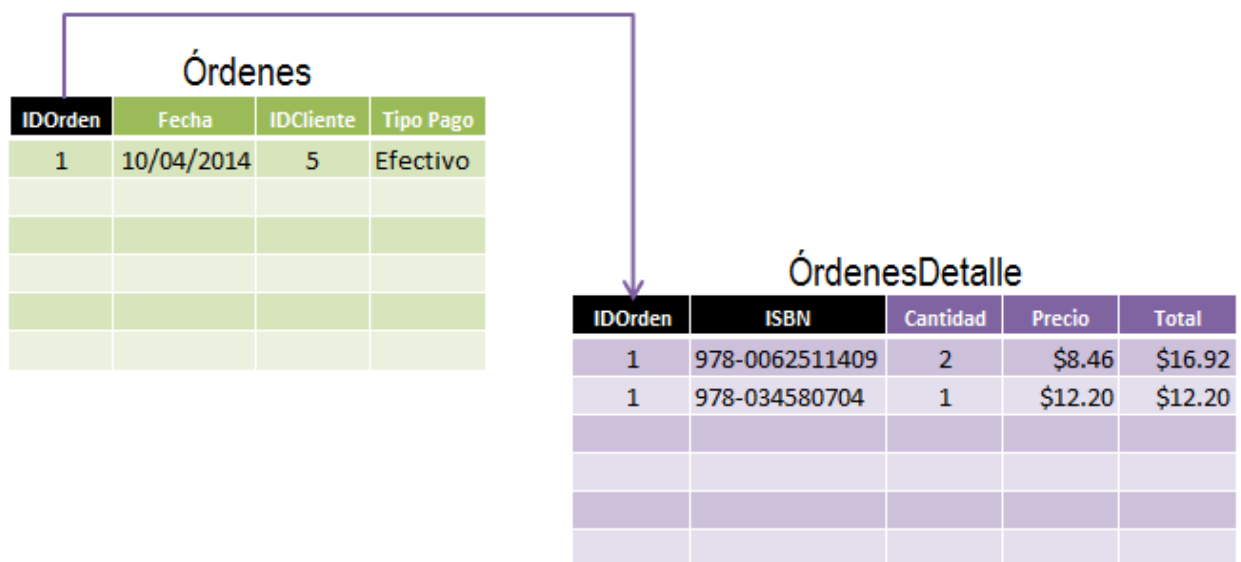 Órdenes
IDOrden Fecha IDCliente Tipo Pago
1 10/04/2014 5 Efectivo
ÓrdenesDetalle
IDOrden ISBN Cantidad Precio Total
1 978-0062511409 2 $8.46 $16.92
1 978-034580704 1 $12.20 $12.20